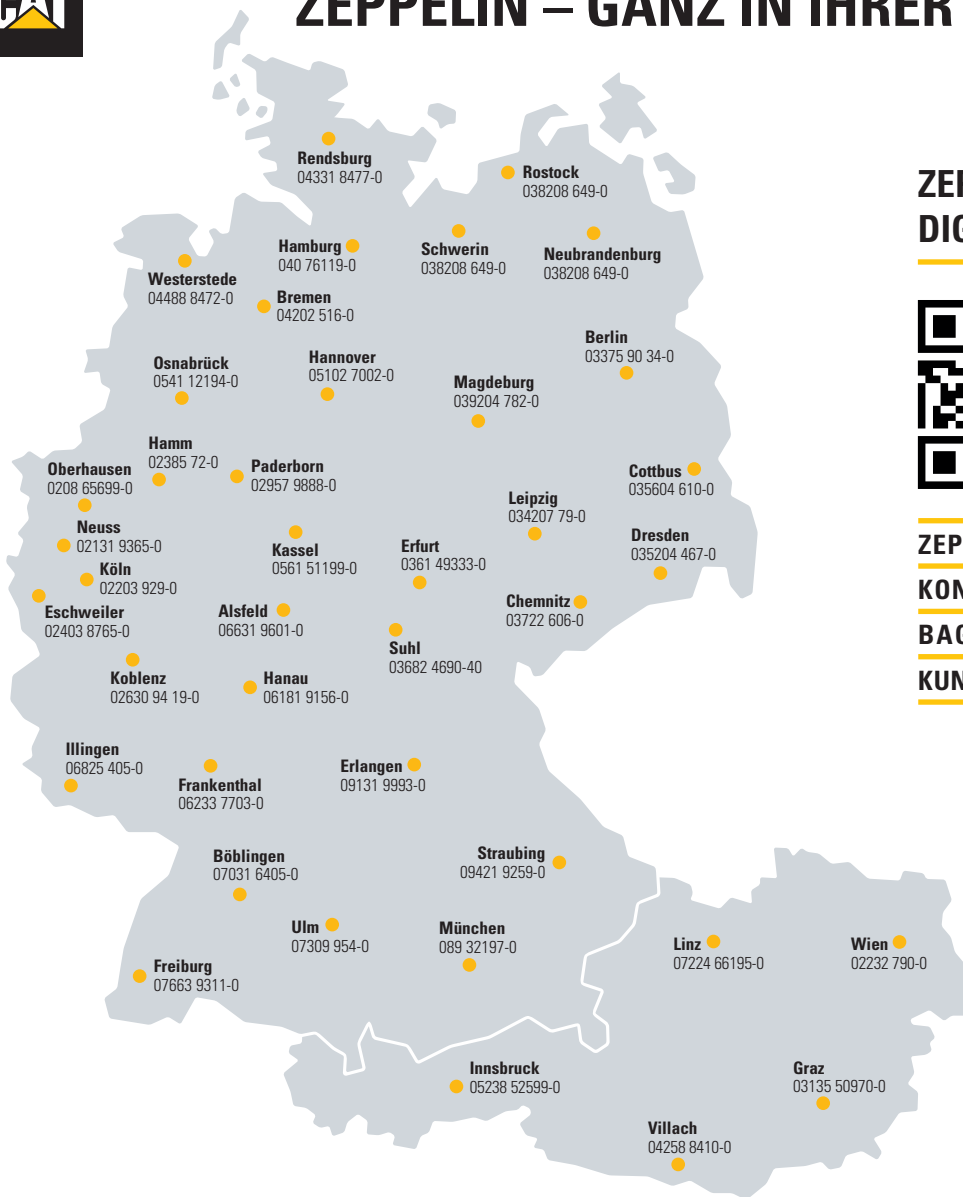 ZEPPELIN – GANZ IN IHRER
Rendsburg
04331 8477-0
Rostock
038208 649-0
Hamburg
040 76119-0
Schwerin
038208 649-0
Neubrandenburg
038208 649-0
Westerstede
04488 8472-0
Bremen
04202 516-0
Berlin
03375 90 34-0
Osnabrück
0541 12194-0
Hannover
05102 7002-0
Magdeburg
039204 782-0
Hamm
02385 72-0
Oberhausen
0208 65699-0
Paderborn
02957 9888-0
Cottbus
035604 610-0
Leipzig
034207 79-0
Neuss
02131 9365-0
Kassel
0561 51199-0
Erfurt
0361 49333-0
Dresden
035204 467-0
Köln
02203 929-0
Eschweiler
02403 8765-0
Alsfeld
06631 9601-0
Chemnitz
03722 606-0
Suhl
03682 4690-40
Koblenz
02630 94 19-0
Hanau
06181 9156-0
Illingen
06825 405-0
Frankenthal
06233 7703-0
Erlangen
09131 9993-0
Böblingen
07031 6405-0
Straubing
09421 9259-0
Ulm
07309 954-0
München
089 32197-0
Freiburg
07663 9311-0
Linz
07224 66195-0
Wien
02232 790-0
Innsbruck
05238 52599-0
Graz
03135 50970-0
Villach
04258 8410-0